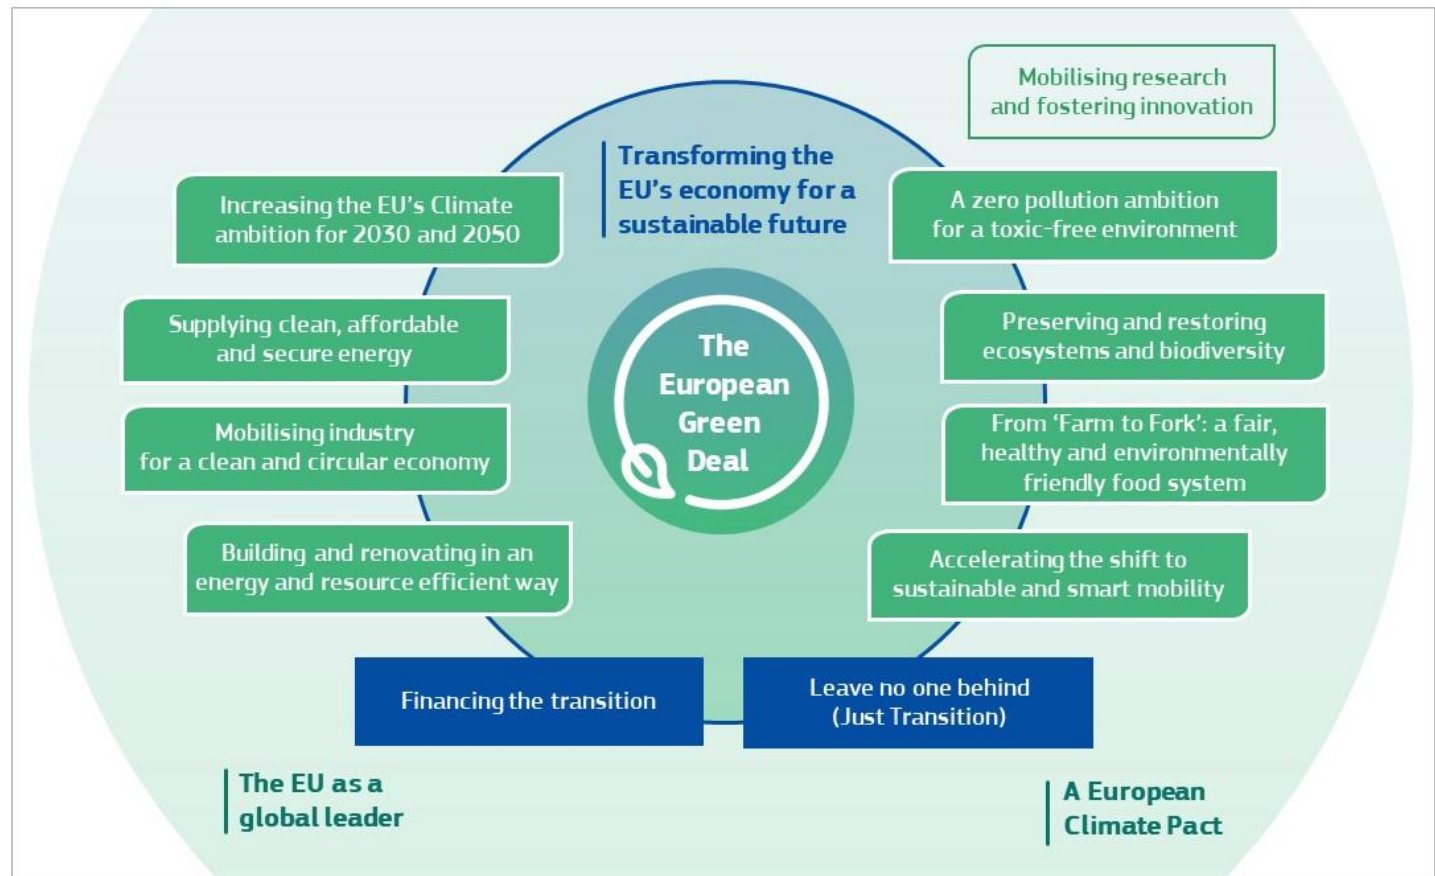 Mobilising research
and fostering innovation
Transforming the
EU's economy for a
sustainable future
Increasing the EU's Climate
ambition for 2030 and 2050
Supplying clean, affordable
and secure energy
Mobilising industry
for a clean and circular economy
Building and renovating in an
energy and resource efficient way
The
European
Green
Deal
A zero pollution ambition
for a toxic-free environment
Preserving and restoring
ecosystems and biodiversity
From ‘Farm to Fork’: a fair,
healthy and environmentally
friendly food system
Accelerating the shift to
sustainable and smart mobility
Financing the transition
Leave no one behind
(Just Transition)
The EU as a
global leader
A European
Climate Pact